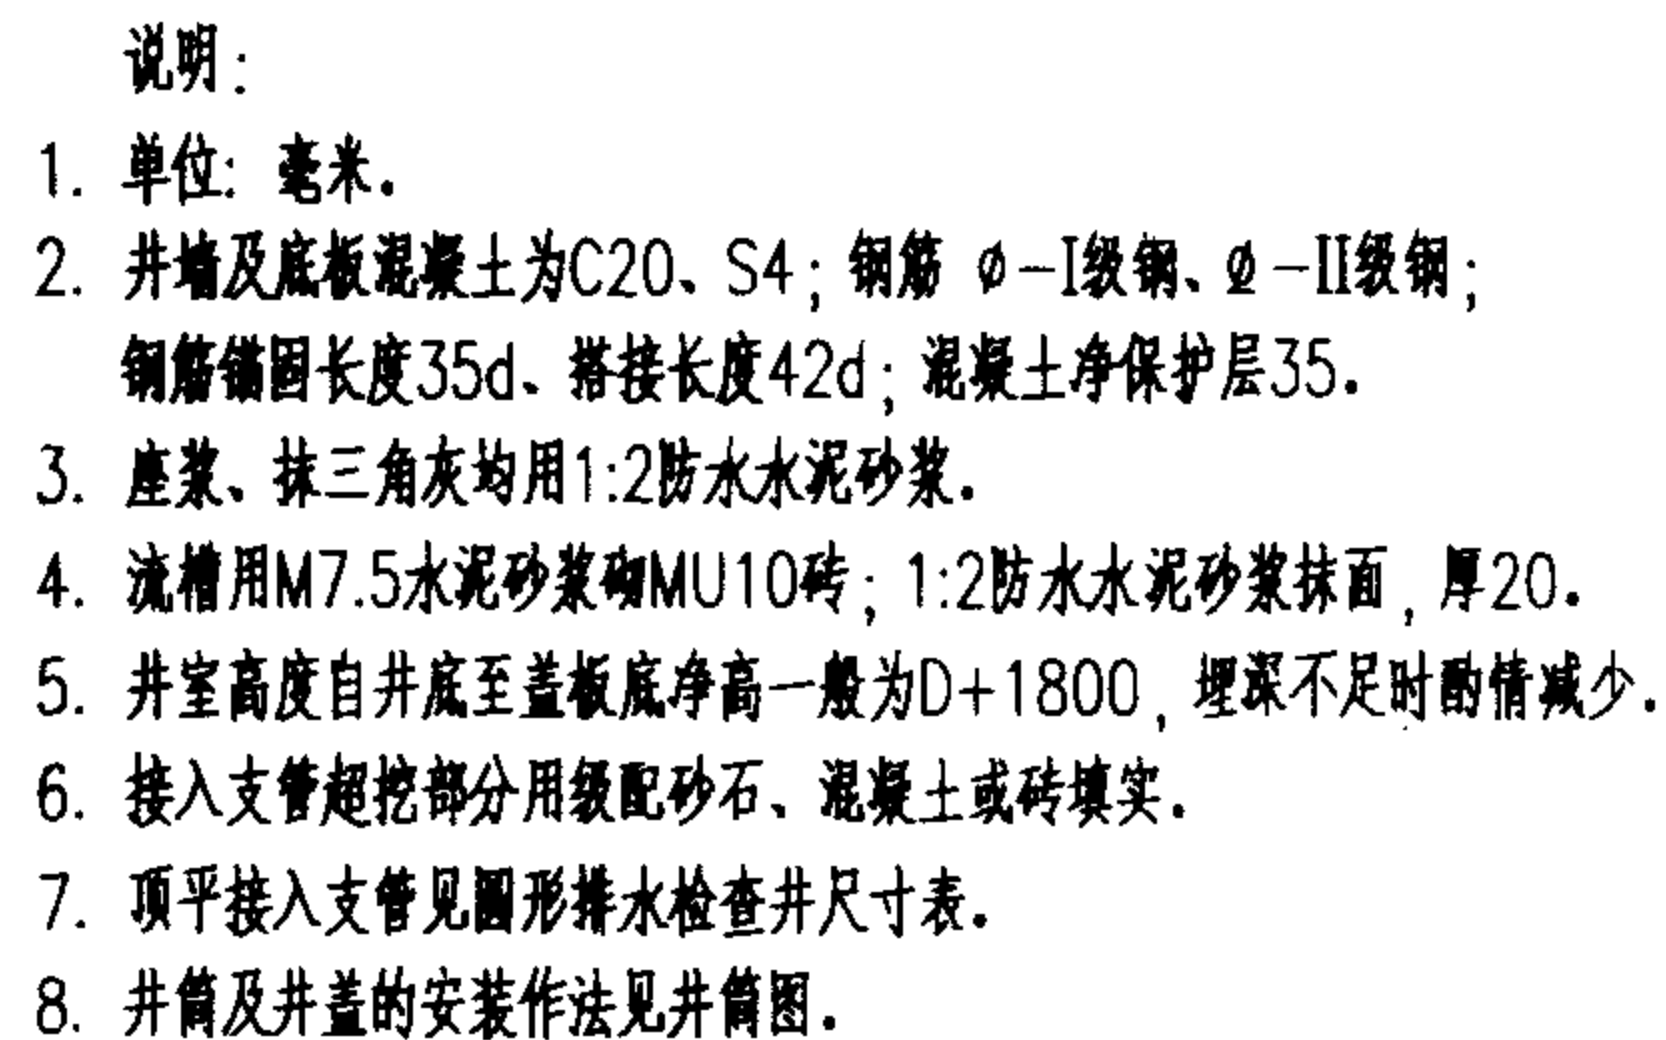 说明:
1. 单位: 毫米。
2. 井墙及底板混凝土为C20、S4; 钢筋 ϕ-I级钢、⏀-II级钢;
钢筋锚固长度35d、搭接长度42d; 混凝土净保护层35。
3. 座浆、抹三角灰均用1:2防水水泥砂浆。
4. 流槽用M7.5水泥砂浆砌MU10砖; 1:2防水水泥砂浆抹面, 厚20。
5. 井室高度自井底至盖板底净高一般为D+1800, 埋深不足时酌情减少。
6. 接入支管超挖部分用级配砂石、混凝土或砖填实。
7. 顶平接入支管见圆形排水检查井尺寸表。
8. 井筒及井盖的安装作法见井筒图。